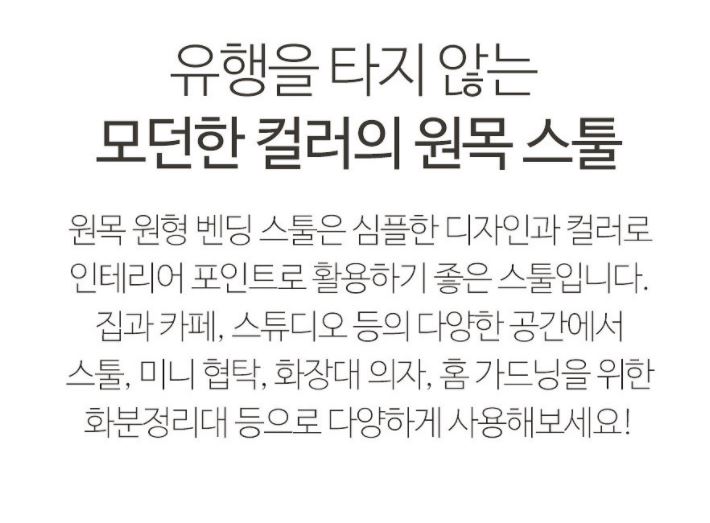 유행을 타지 않는
모던한 컬러의 원목 스툴
원목 원형 벤딩 스툴은 심플한 디자인과 컬러로
인테리어 포인트로 활용하기 좋은 스툴입니다.
집과 카페, 스튜디오 등의 다양한 공간에서
스툴, 미니 협탁, 화장대 의자, 홈 가드닝을 위한
화분정리대 등으로 다양하게 사용해보세요!